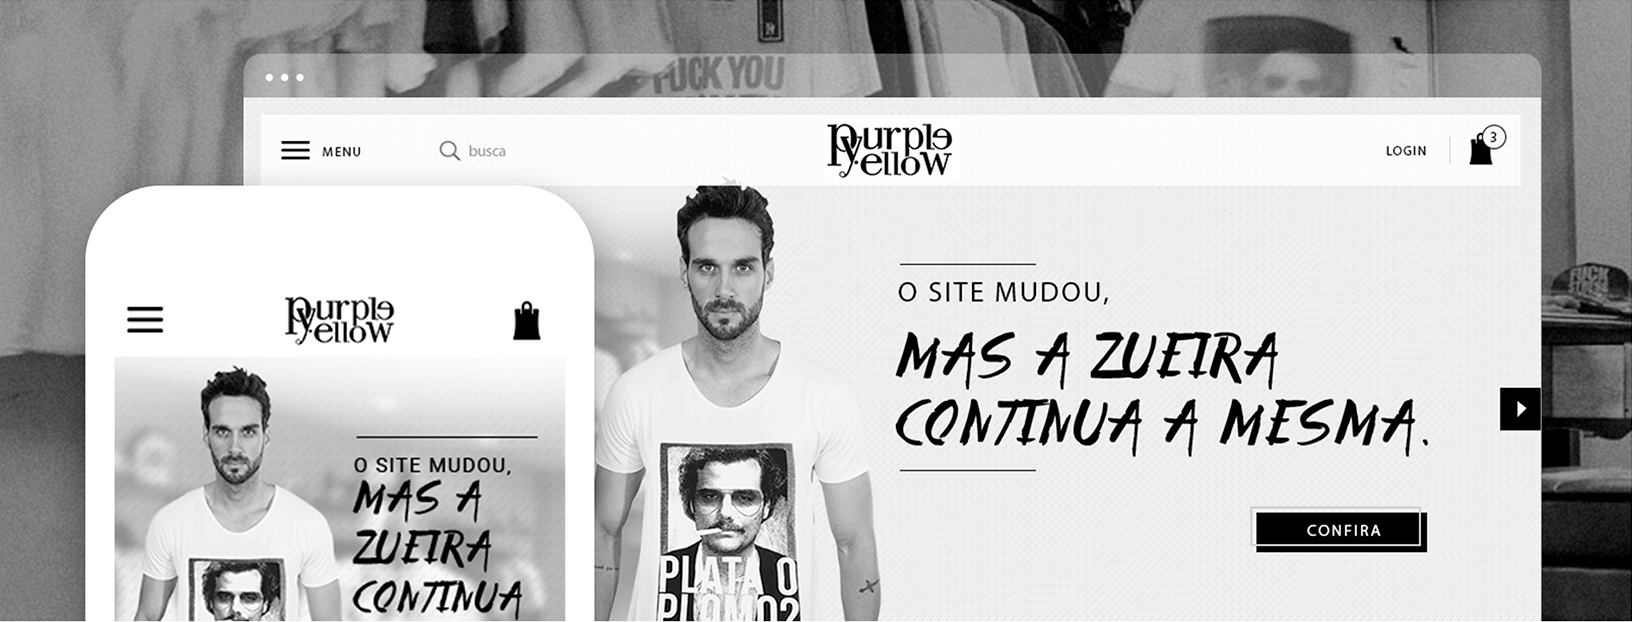 FUCK YOU
MENU
busca
Purple
yellow
LOGIN
3
O SITE MUDOU,
MAS A ZUEIRA
CONTINUA A MESMA.
CONFIRA
PLATA O
PLOMO?
FUCK
Purple
yellow
O SITE MUDOU,
MAS A
ZUEIRA
CONTINUA